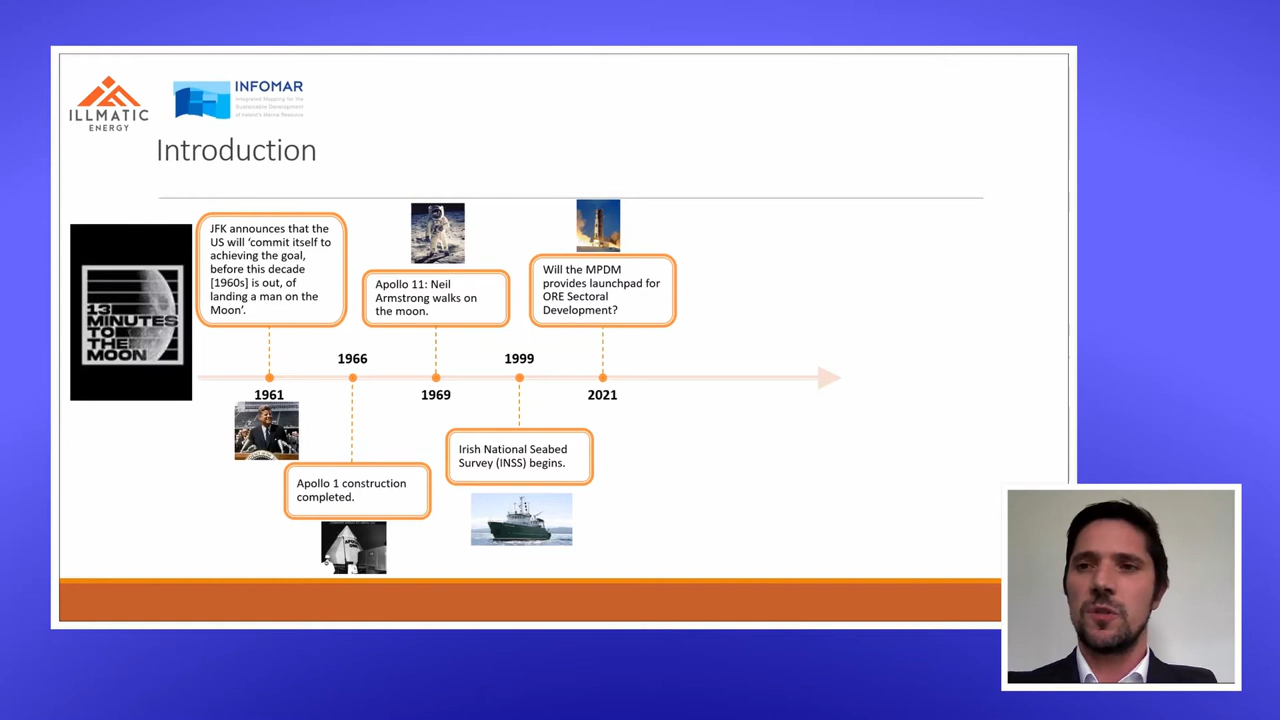 ILLMATIC
ENERGY
INFOMAR
Integrated Mapping for the
Sustainable Development
of Ireland's Marine Resource
Introduction
13
MINUTES
TO THE
MOON
JFK announces that the
US will ‘commit itself to
achieving the goal,
before this decade
[1960s] is out, of
landing a man on the
Moon’.
Apollo 11: Neil
Armstrong walks on
the moon.
Will the MPDM
provides launchpad for
ORE Sectoral
Development?
1966
1999
1961
1969
2021
Apollo 1 construction
completed.
Irish National Seabed
Survey (INSS) begins.